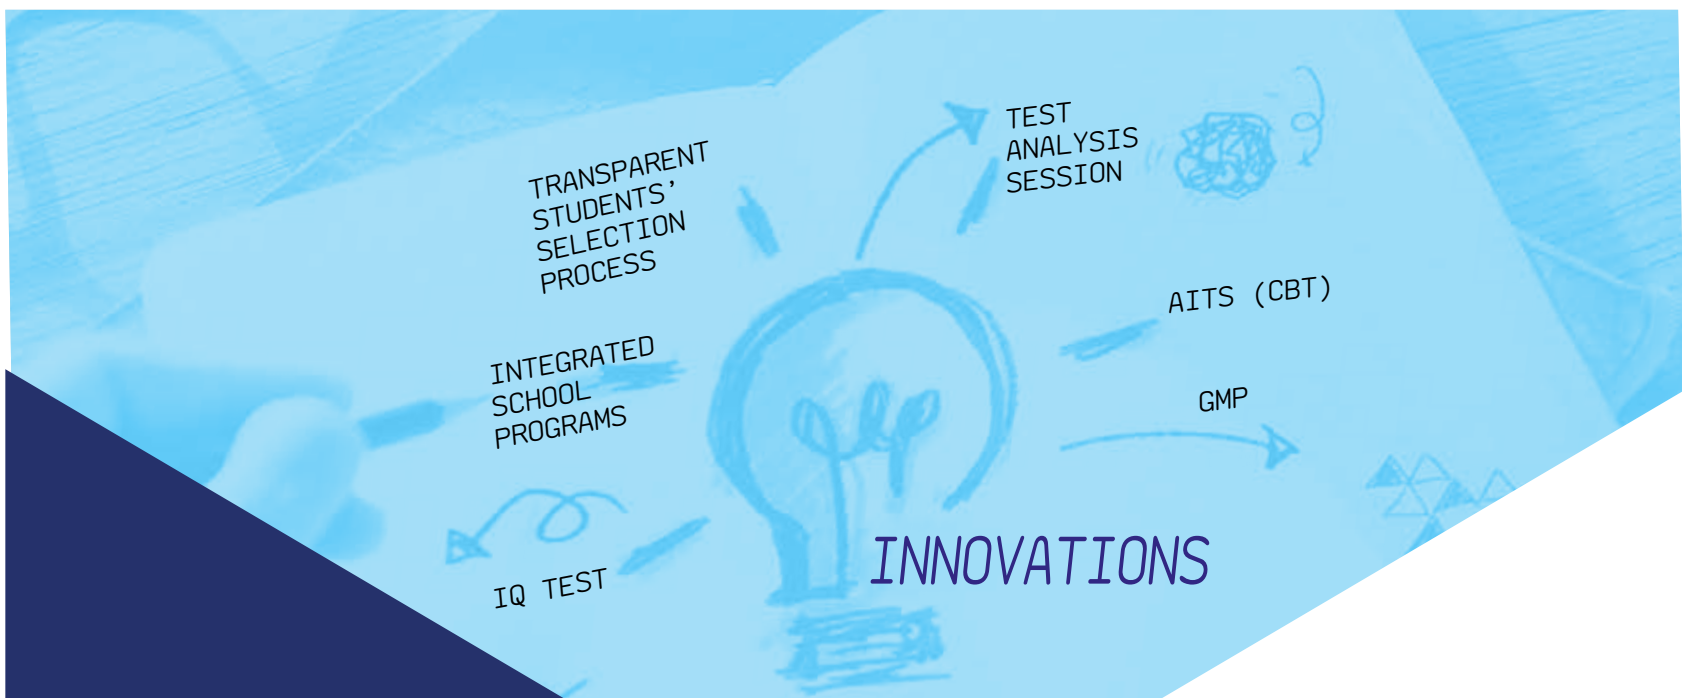 TRANSPARENT
STUDENTS’
SELECTION
PROCESS
TEST
ANALYSIS
SESSION
AITS (CBT)
INTEGRATED
SCHOOL
PROGRAMS
GMP
IQ TEST
INNOVATIONS